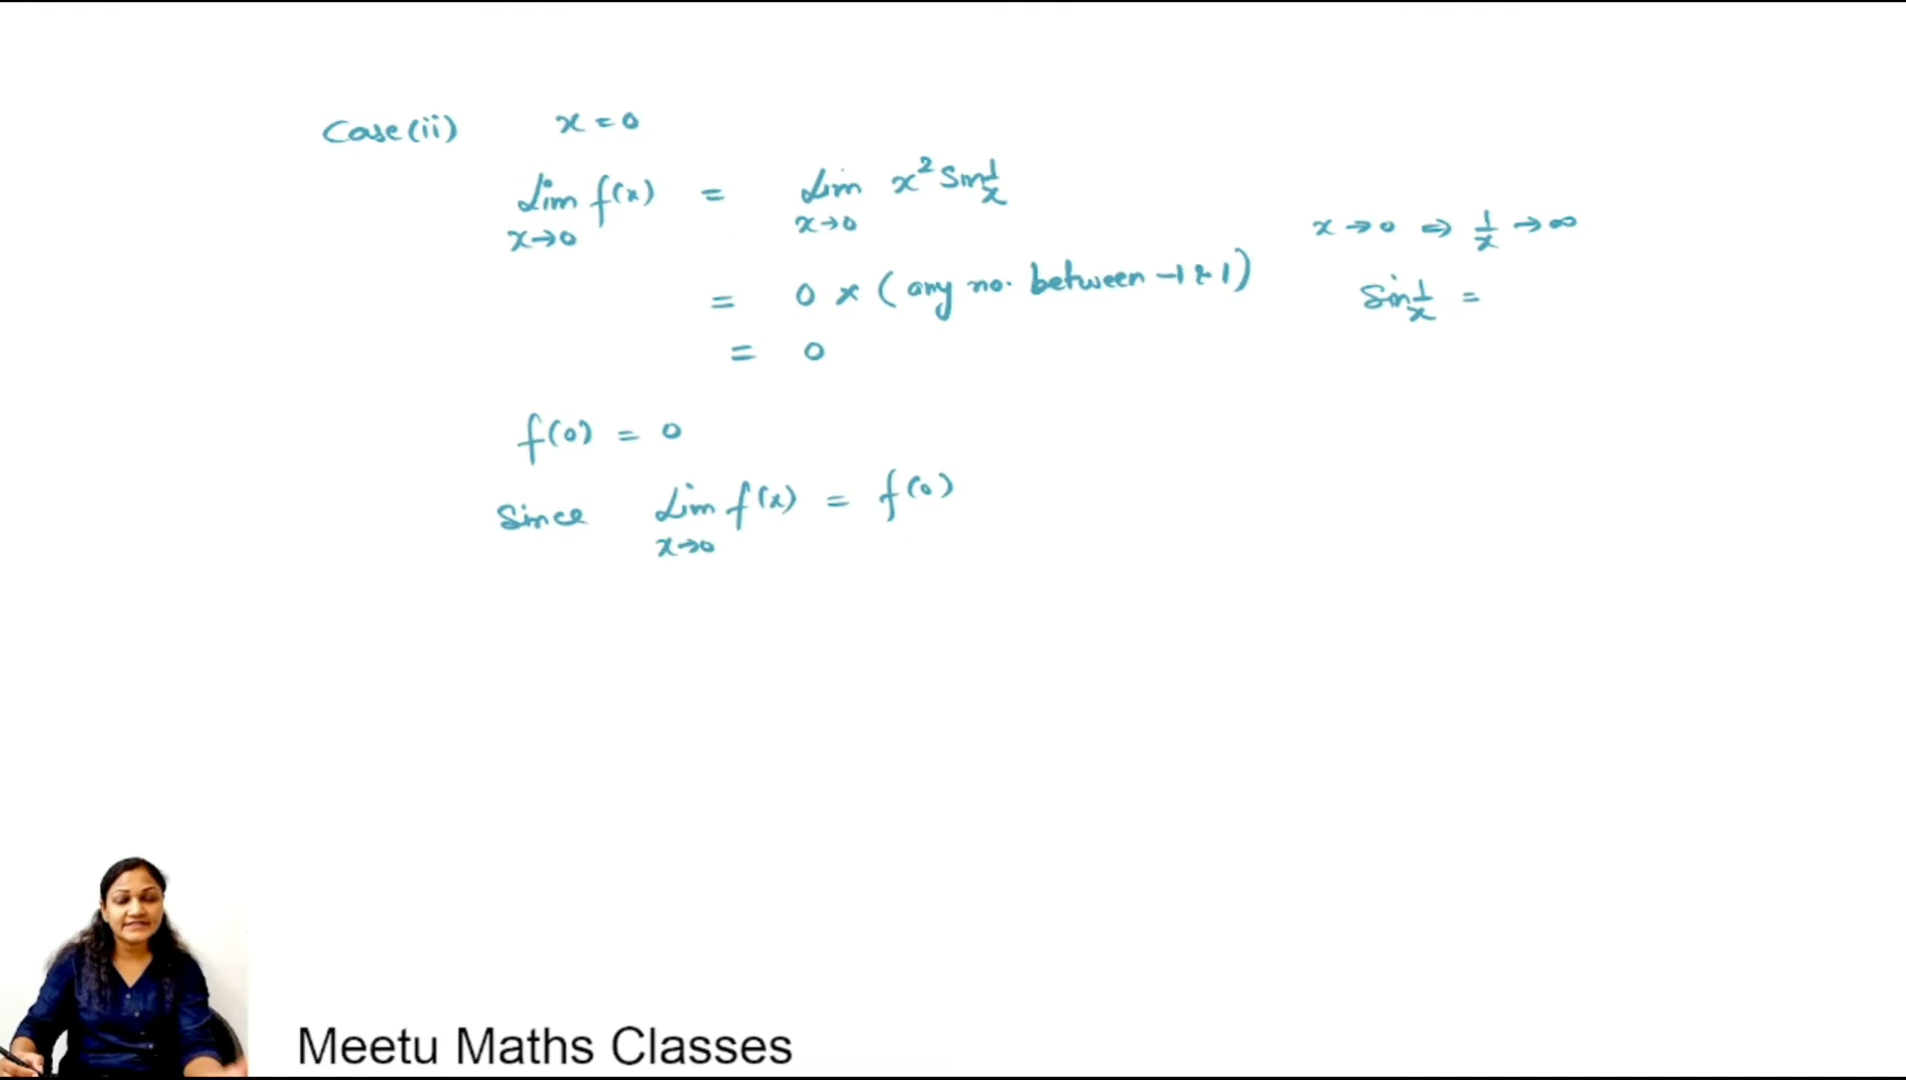 Case(ii) x = 0
Lim f(x) = Lim x² Sin 1/x
x→0 x→0
x → 0 ⇒ 1/x → ∞
= 0 × (any no. between -1 & 1)
Sin 1/x =
= 0
f(0) = 0
Since Lim f(x) = f(0)
x→0
Meetu Maths Classes